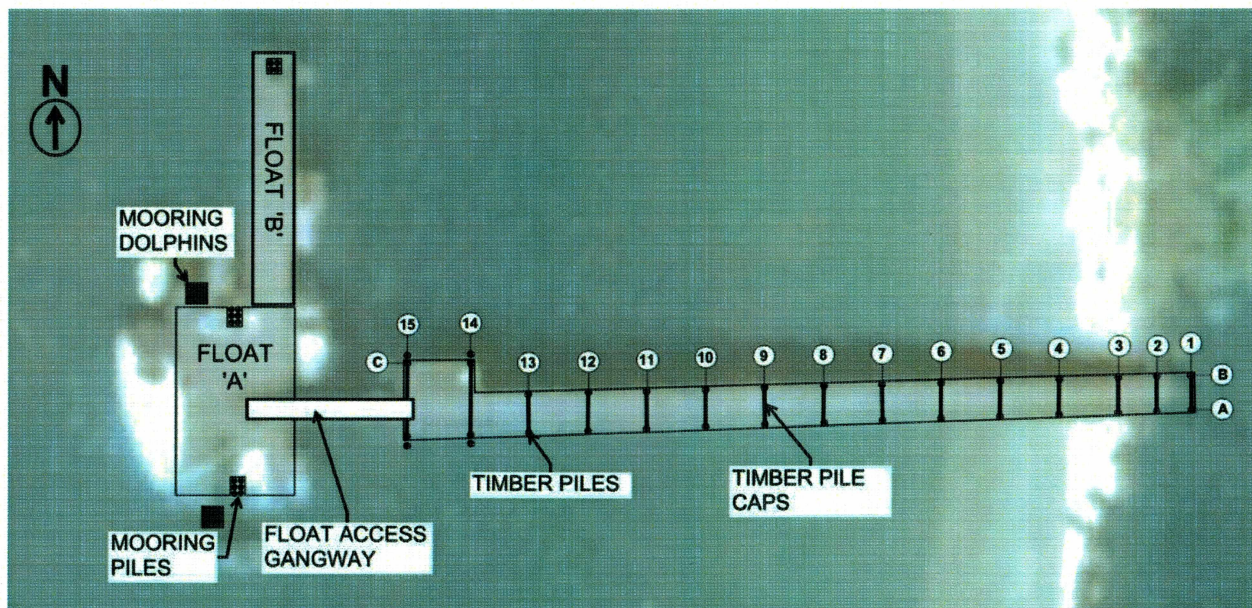 N
FLOAT 'B'
MOORING
DOLPHINS
FLOAT
'A'
15
14
C
13
12
11
10
9
8
7
6
5
4
3
2
1
B
A
TIMBER PILES
TIMBER PILE
CAPS
FLOAT ACCESS
GANGWAY
MOORING
PILES